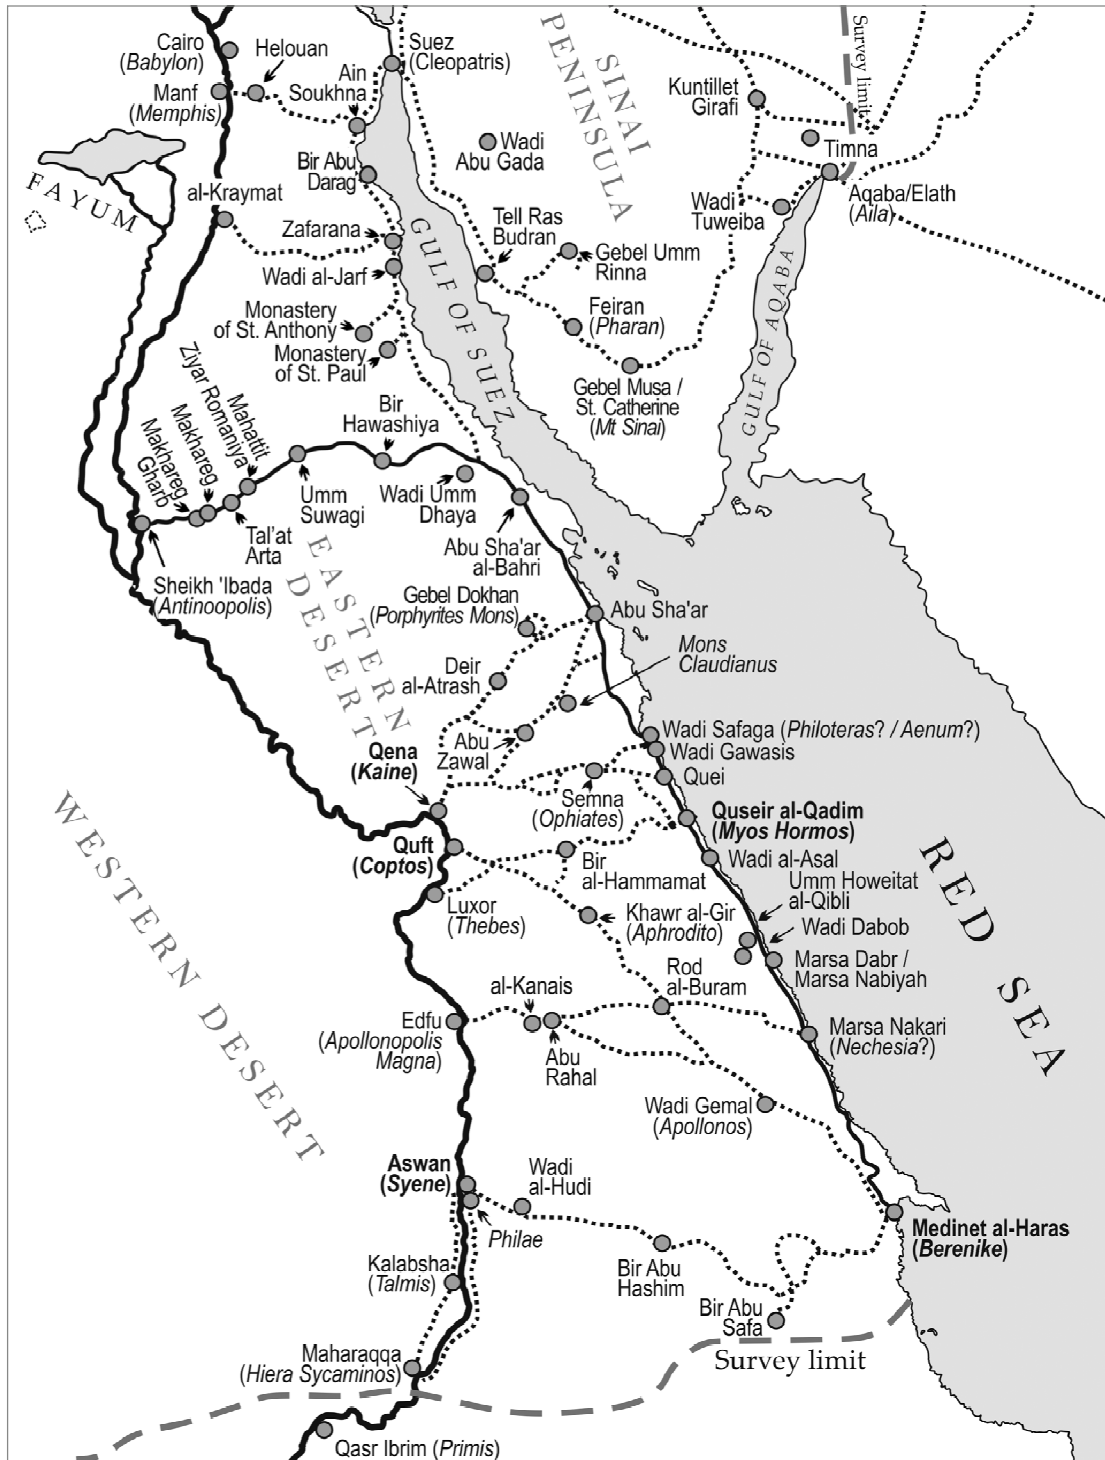 Cairo
(Babylon)
Helouan
Manf
(Memphis)
Ain
Soukhna
Suez
(Cleopatris)
SINAI
PENINSULA
Survey limit
Kuntillet
Girafi
Timna
Wadi
Abu Gada
Bir Abu
Darag
FAYUM
al-Kraymat
Zafarana
Wadi al-Jarf
GULF OF SUEZ
Tell Ras
Budran
Gebel Umm
Rinna
Wadi
Tuweiba
Aqaba/Elath
(Aila)
GULF OF AQABA
Feiran
(Pharan)
Gebel Musa /
St. Catherine
(Mt Sinai)
Monastery
of St. Anthony
Monastery
of St. Paul
Mahattit
Ziyar Romaniya
Makhareg
Makhareg
Gharb
Bir
Hawashiya
Umm
Suwagi
Wadi Umm
Dhaya
Tal'at
Arta
Abu Sha'ar
al-Bahri
Sheikh 'Ibada
(Antinoopolis)
EASTERN
DESERT
Gebel Dokhan
(Porphyrites Mons)
Abu Sha'ar
Mons
Claudianus
Deir
al-Atrash
Abu
Zawal
Wadi Safaga (Philoteras? / Aenum?)
Wadi Gawasis
Quei
Qena
(Kaine)
Semna
(Ophiates)
Quseir al-Qadim
(Myos Hormos)
WESTERN DESERT
RED SEA
Quft
(Coptos)
Bir
al-Hammamat
Wadi al-Asal
Umm Howeitat
al-Qibli
Luxor
(Thebes)
Khawr al-Gir
(Aphrodito)
Wadi Dabob
Marsa Dabr /
Marsa Nabiyah
al-Kanais
Rod
al-Buram
Edfu
(Apollonopolis
Magna)
Abu
Rahal
Marsa Nakari
(Nechesia?)
Wadi Gemal
(Apollonos)
Aswan
(Syene)
Wadi
al-Hudi
Philae
Medinet al-Haras
(Berenike)
Kalabsha
(Talmis)
Bir Abu
Hashim
Bir Abu
Safa
Maharaqqa
(Hiera Sycaminos)
Survey limit
Qasr Ibrim (Primis)